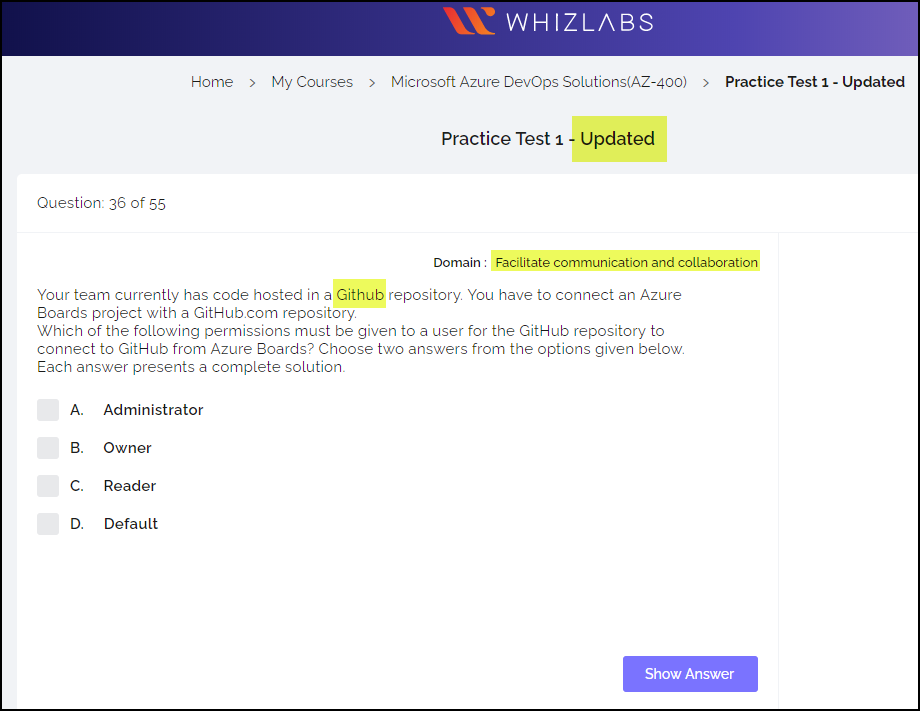 WHIZLABS
Home > My Courses > Microsoft Azure DevOps Solutions(AZ-400) > Practice Test 1 - Updated
Practice Test 1 - Updated
Question: 36 of 55
Domain : Facilitate communication and collaboration
Your team currently has code hosted in a Github repository. You have to connect an Azure
Boards project with a GitHub.com repository.
Which of the following permissions must be given to a user for the GitHub repository to
connect to GitHub from Azure Boards? Choose two answers from the options given below.
Each answer presents a complete solution.
A. Administrator
B. Owner
C. Reader
D. Default
Show Answer